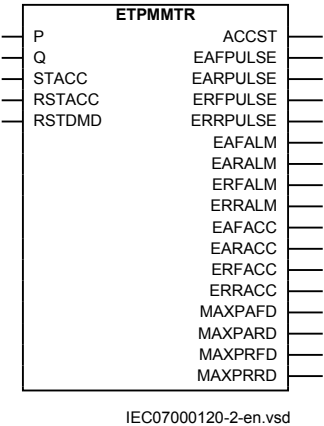 ETPMMTR
P ACCST
Q EAFPULSE
STACC EARPULSE
RSTACC ERFPULSE
RSTDMD ERRPULSE
EAFALM
EARALM
ERFALM
ERRALM
EAFACC
EARACC
ERFACC
ERRACC
MAXPAFD
MAXPARD
MAXPRFD
MAXPRRD
IEC07000120-2-en.vsd